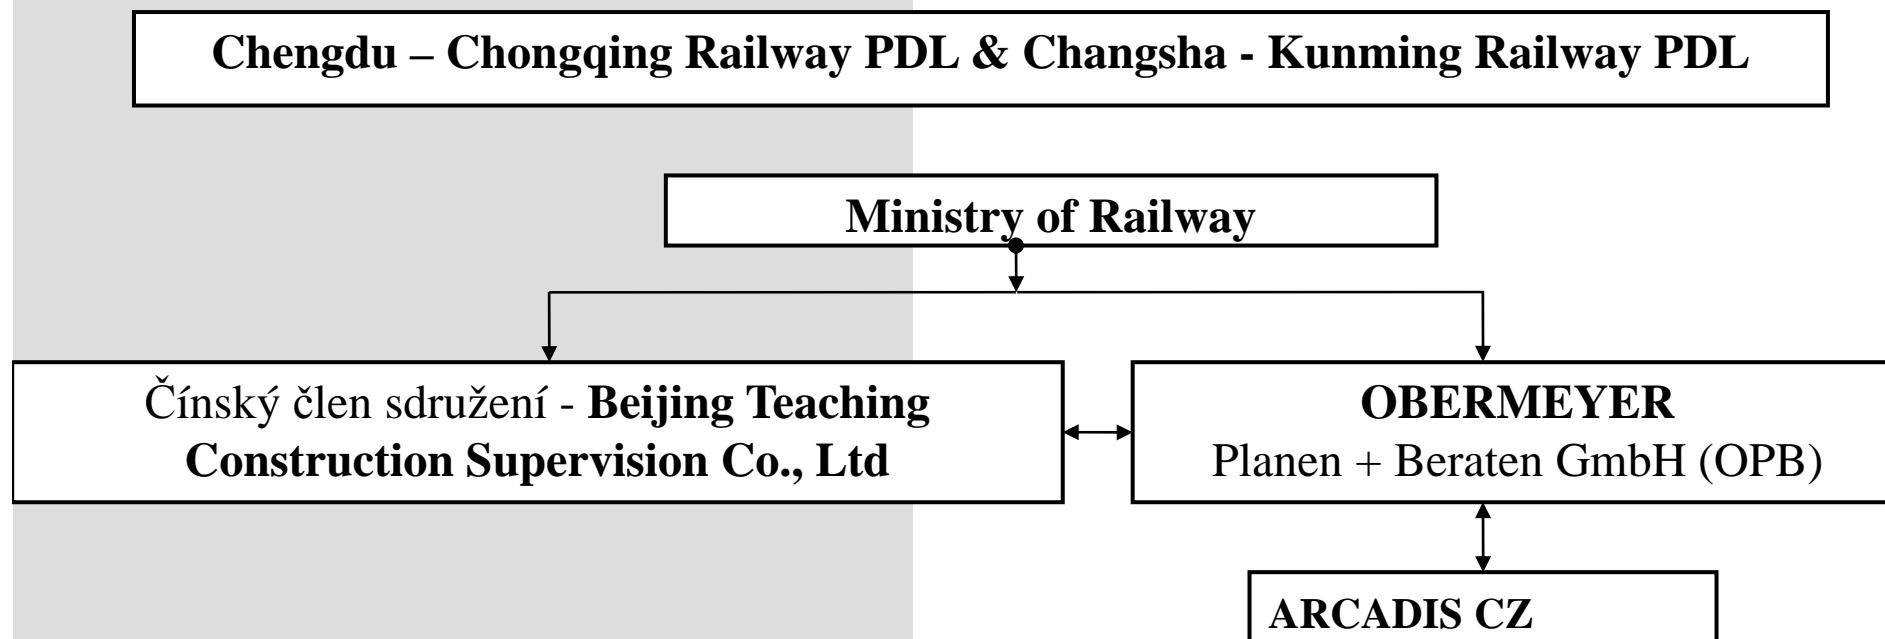 Chengdu – Chongqing Railway PDL & Changsha - Kunming Railway PDL
Ministry of Railway
Čínský člen sdružení - Beijing Teaching
Construction Supervision Co., Ltd
OBERMEYER
Planen + Beraten GmbH (OPB)
ARCADIS CZ